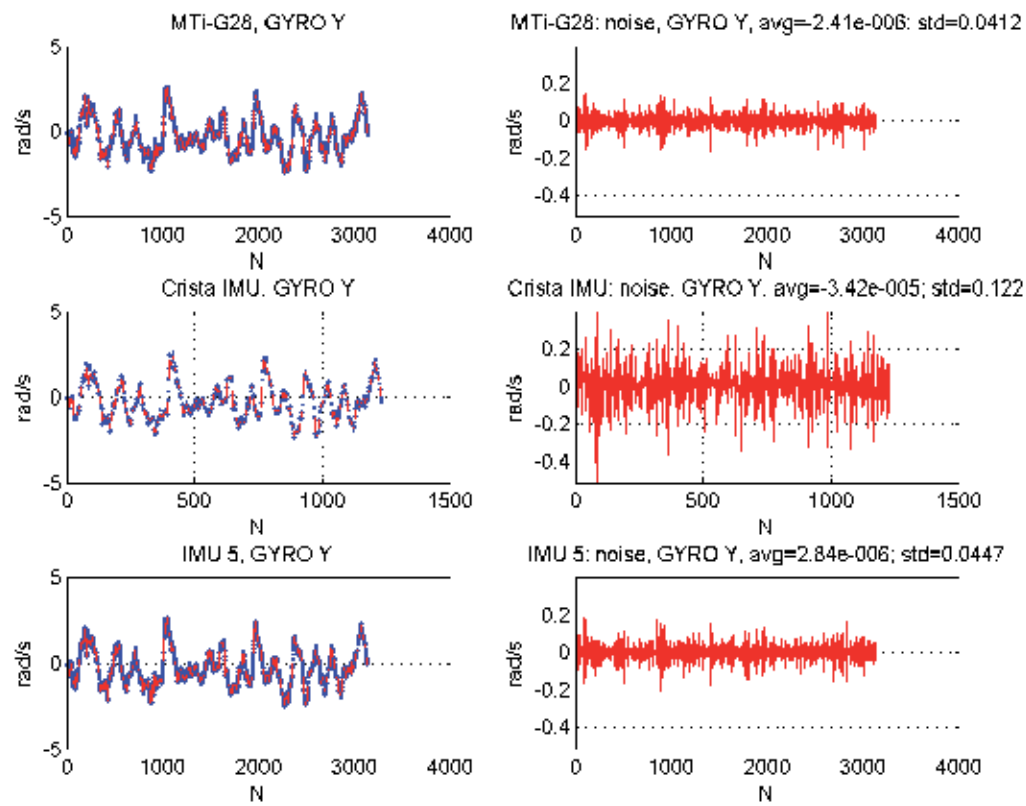 MTi-G28, GYRO Y
5
0
-5
rad/s
0 1000 2000 3000 4000
N
MTi-G28: noise, GYRO Y, avg=-2.41e-006: std=0.0412
0.2
0
-0.2
-0.4
rad/s
0 1000 2000 3000 4000
N
Crista IMU. GYRO Y
5
0
-5
rad/s
0 500 1000 1500
N
Crista IMU: noise. GYRO Y. avg=-3.42e-005; std=0.122
0.2
0
-0.2
-0.4
rad/s
0 500 1000 1500
N
IMU 5, GYRO Y
5
0
-5
rad/s
0 1000 2000 3000 4000
N
IMU 5: noise, GYRO Y, avg=2.84e-006; std=0.0447
0.2
0
-0.2
-0.4
rad/s
0 1000 2000 3000 4000
N